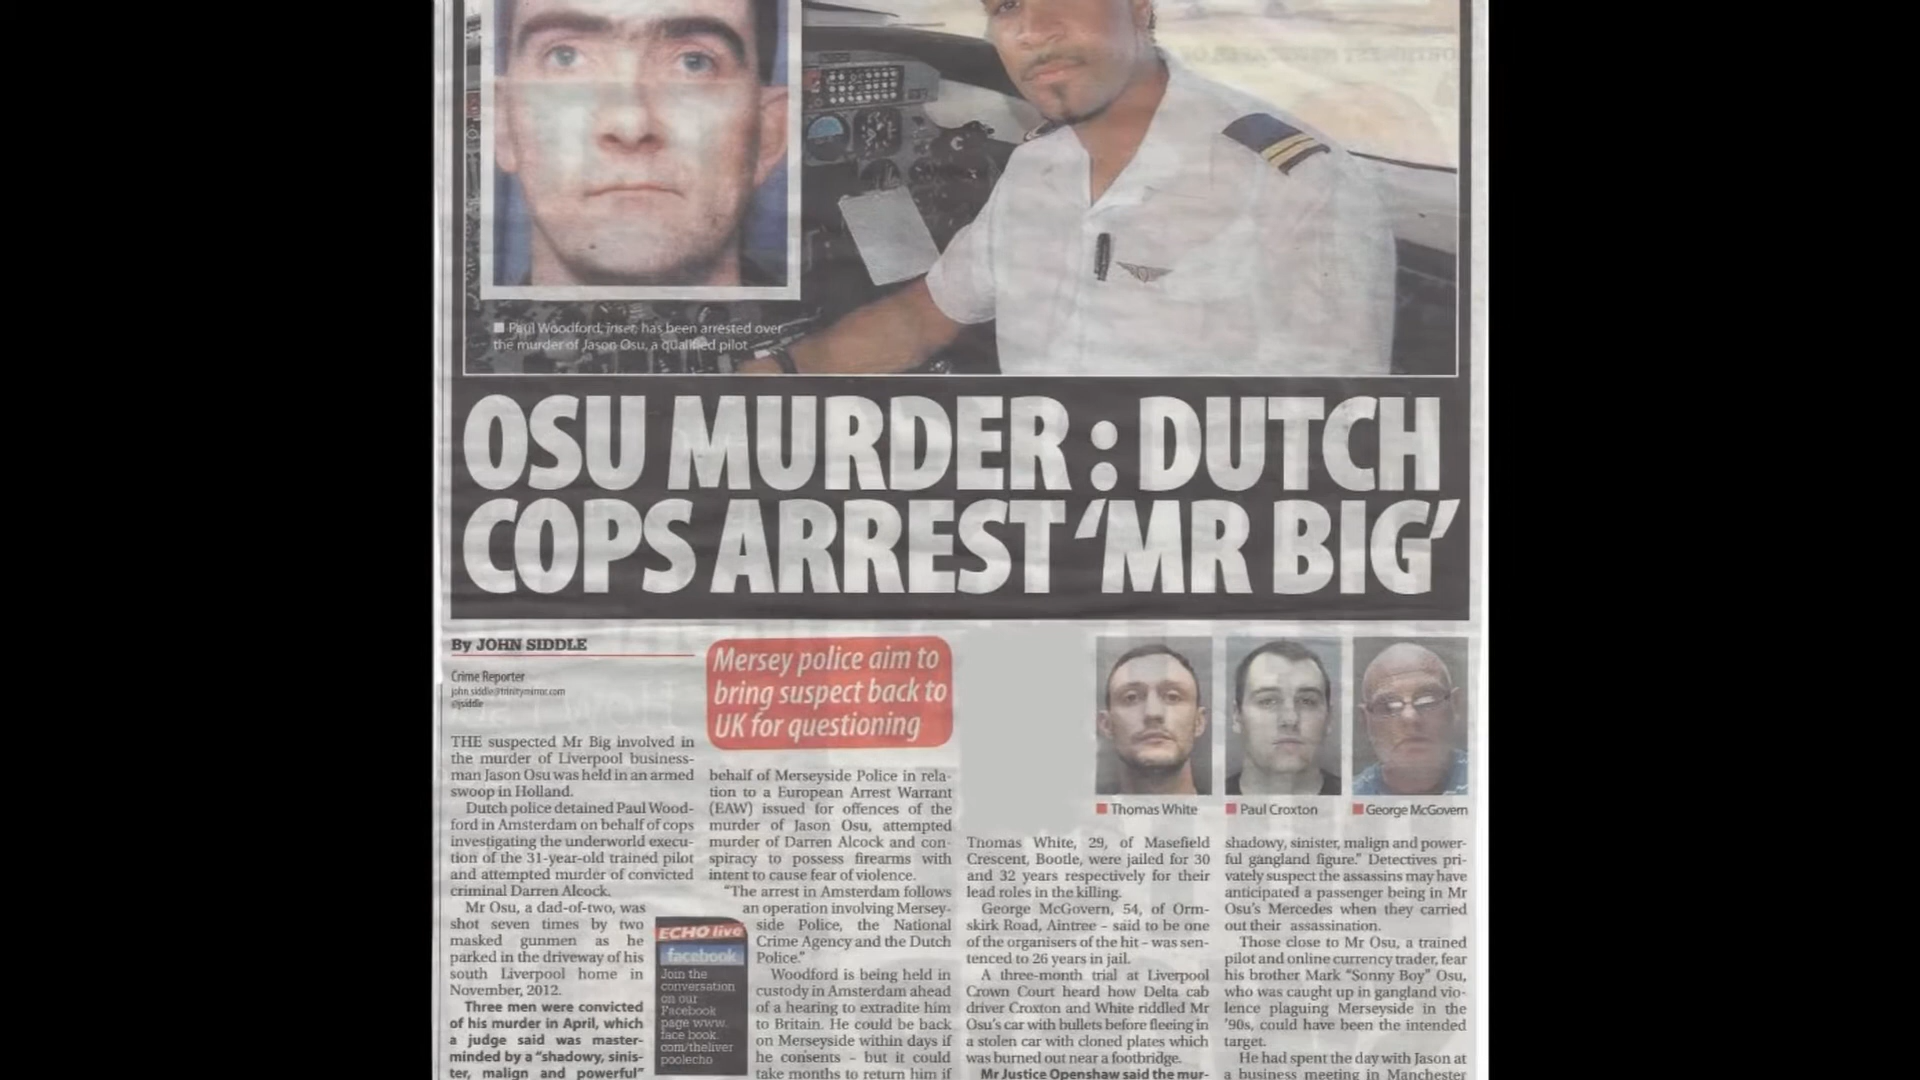 ■ Paul Woodford, inset, has been arrested over
the murder of Jason Osu, a qualified pilot
OSU MURDER : DUTCH
COPS ARREST 'MR BIG'
By JOHN SIDDLE
Crime Reporter
john.siddle@trinitymirror.com
@jsiddle
THE suspected Mr Big involved in
the murder of Liverpool business-
man Jason Osu was held in an armed
swoop in Holland.
Dutch police detained Paul Wood-
ford in Amsterdam on behalf of cops
investigating the underworld execu-
tion of the 31-year-old trained pilot
and attempted murder of convicted
criminal Darren Alcock.
Mr Osu, a dad-of-two, was
shot seven times by two
masked gunmen as he
parked in the driveway of his
south Liverpool home in
November, 2012.
Three men were convicted
of his murder in April, which
a judge said was master-
minded by a "shadowy, sinis-
ter, malign and powerful"
Mersey police aim to
bring suspect back to
UK for questioning
behalf of Merseyside Police in rela-
tion to a European Arrest Warrant
(EAW) issued for offences of the
murder of Jason Osu, attempted
murder of Darren Alcock and con-
spiracy to possess firearms with
intent to cause fear of violence.
"The arrest in Amsterdam follows
an operation involving Mersey-
side Police, the National
Crime Agency and the Dutch
Police."
Woodford is being held in
custody in Amsterdam ahead
of a hearing to extradite him
to Britain. He could be back
on Merseyside within days if
he consents – but it could
take months to return him if
ECHO live
facebook
Join the
conversation
on our
Facebook
page www.
face book.
com/theliver
poolecho
■ Thomas White
■ Paul Croxton
■ George McGovern
Thomas White, 29, of Masefield
Crescent, Bootle, were jailed for 30
and 32 years respectively for their
lead roles in the killing.
George McGovern, 54, of Orm-
skirk Road, Aintree – said to be one
of the organisers of the hit – was sen-
tenced to 26 years in jail.
A three-month trial at Liverpool
Crown Court heard how Delta cab
driver Croxton and White riddled Mr
Osu's car with bullets before fleeing in
a stolen car with cloned plates which
was burned out near a footbridge.
Mr Justice Openshaw said the mur-
shadowy, sinister, malign and power-
ful gangland figure." Detectives pri-
vately suspect the assassins may have
anticipated a passenger being in Mr
Osu's Mercedes when they carried
out their assassination.
Those close to Mr Osu, a trained
pilot and online currency trader, fear
his brother Mark "Sonny Boy" Osu,
who was caught up in gangland vio-
lence plaguing Merseyside in the
'90s, could have been the intended
target.
He had spent the day with Jason at
a business meeting in Manchester